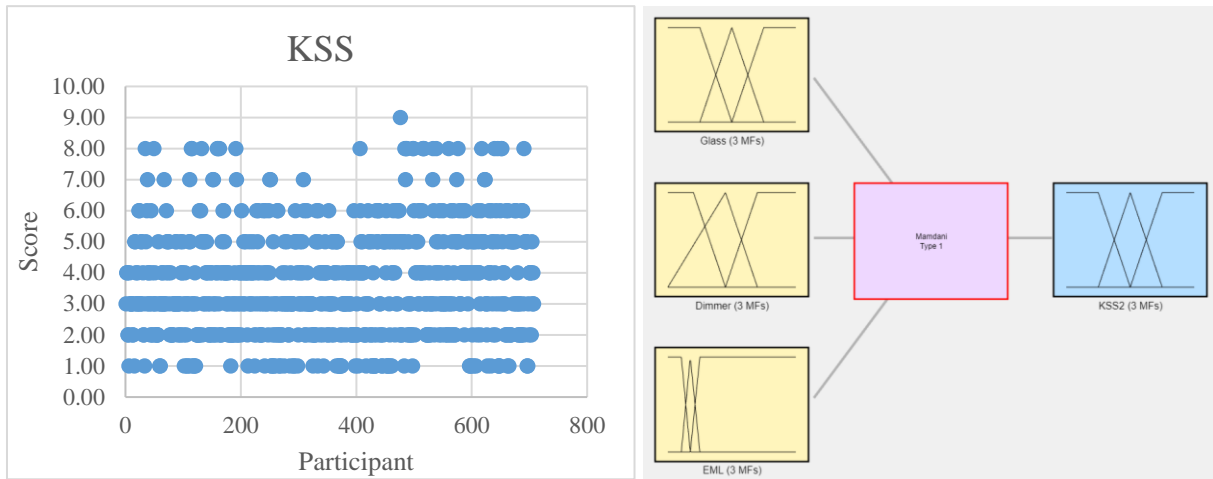 KSS
10.00
9.00
8.00
7.00
6.00
5.00
4.00
3.00
2.00
1.00
0.00
Score
0 200 400 600 800
Participant
Glass (3 MFs)
Dimmer (3 MFs)
EML (3 MFs)
Mamdani
Type 1
KSS2 (3 MFs)